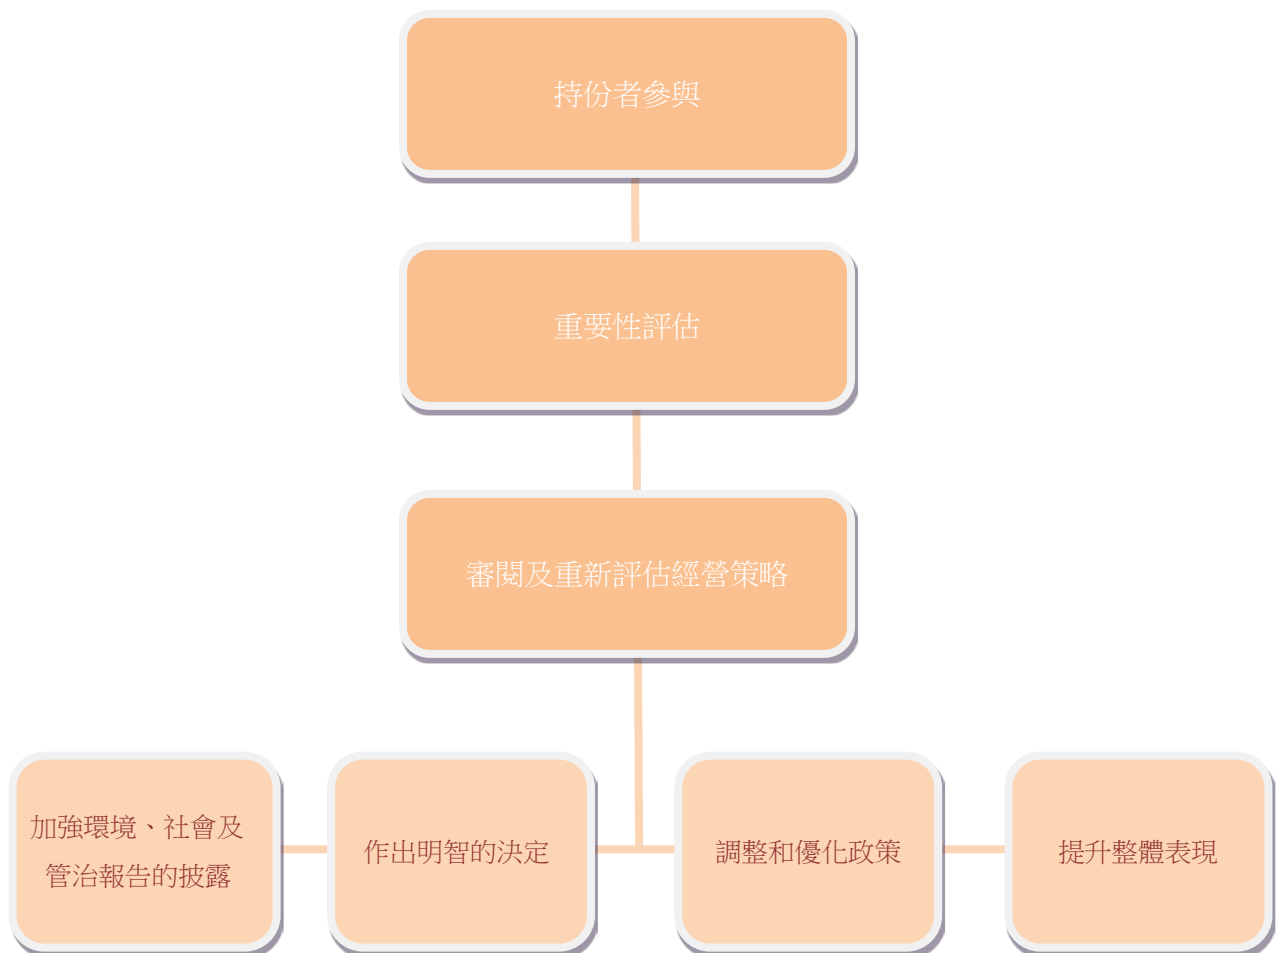 持份者參與
重要性評估
審閱及重新評估經營策略
加強環境、社會及
管治報告的披露
作出明智的決定
調整和優化政策
提升整體表現